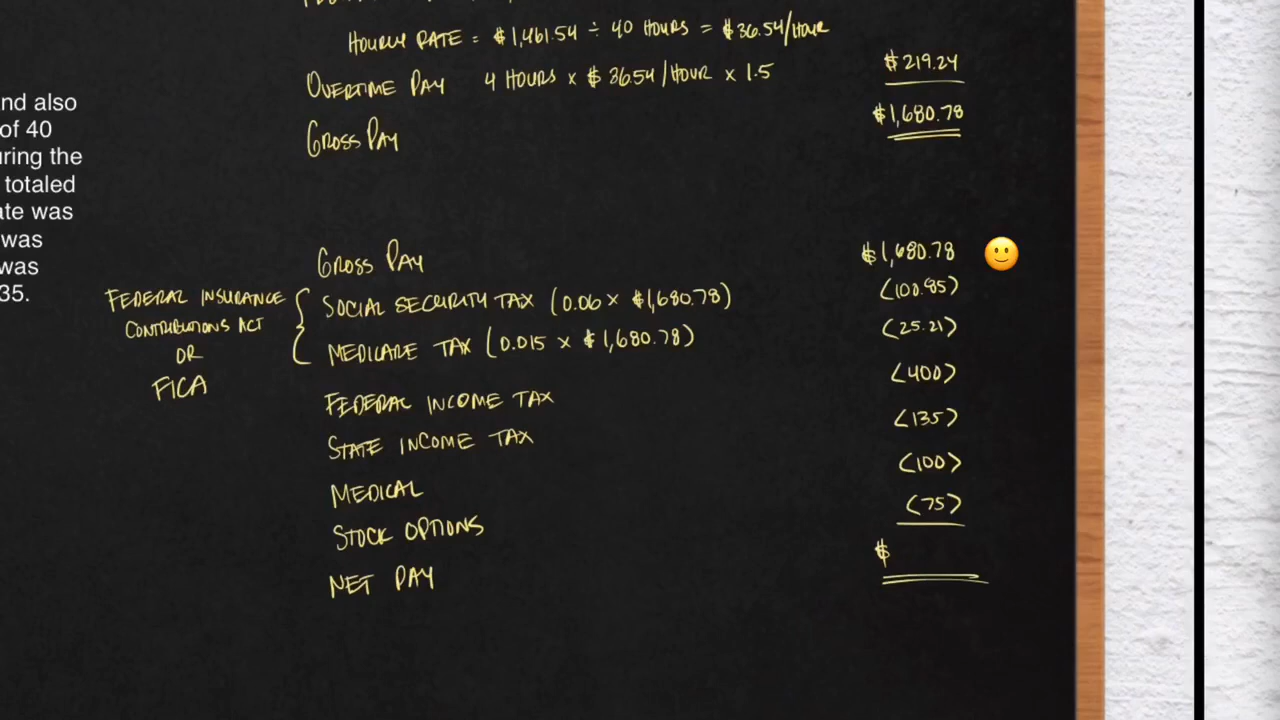 HOURLY RATE = $1,461.54 ÷ 40 HOURS = $36.54/HOUR
OVERTIME PAY 4 HOURS x $36.54/HOUR x 1.5 $219.24
GROSS PAY $1,680.78
nd also
of 40
uring the
totaled
ate was
was
was
35.
GROSS PAY $1,680.78
FEDERAL INSURANCE
CONTRIBUTIONS ACT
OR
FICA
SOCIAL SECURITY TAX (0.06 x $1,680.78) (100.85)
MEDICARE TAX (0.015 x $1,680.78) (25.21)
FEDERAL INCOME TAX (400)
STATE INCOME TAX (135)
MEDICAL (100)
STOCK OPTIONS (75)
NET PAY $